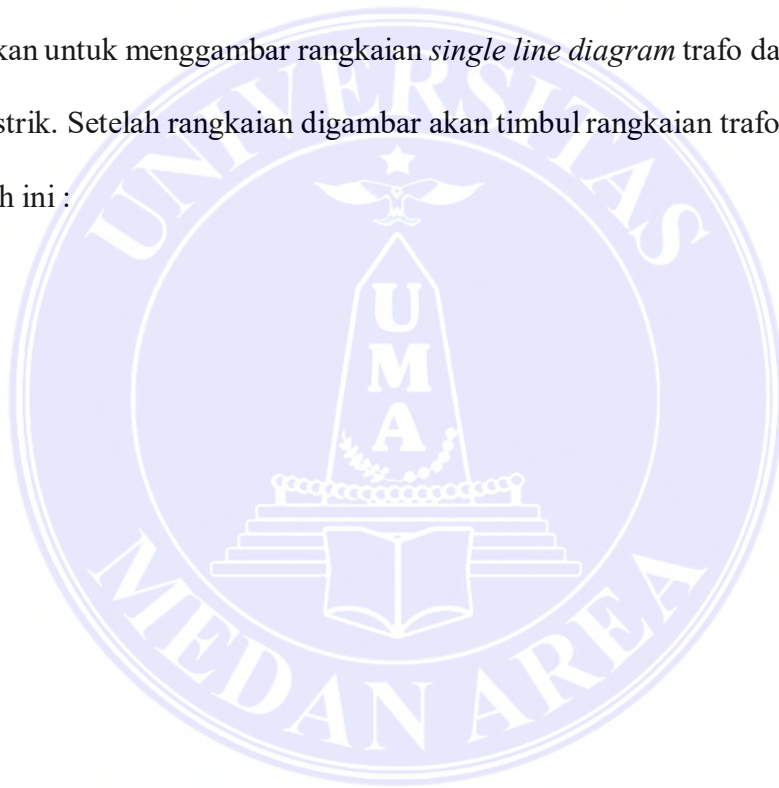 kan untuk menggambar rangkaian single line diagram trafo da
strik. Setelah rangkaian digambar akan timbul rangkaian trafo
h ini :
UNIVERSITAS
UMA
MEDAN AREA